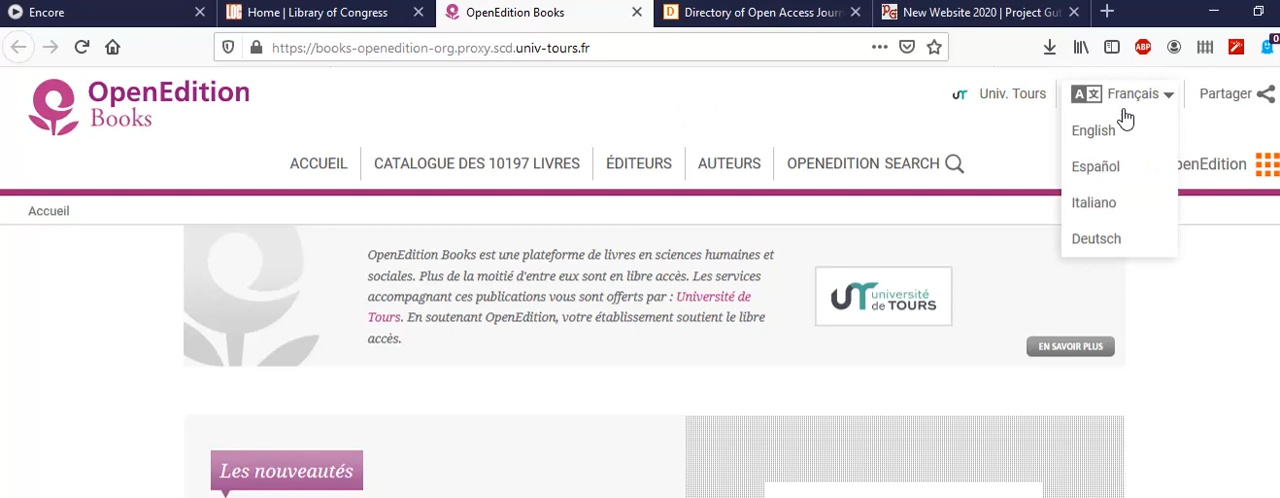 Encore
Home | Library of Congress
OpenEdition Books
Directory of Open Access Journ
New Website 2020 | Project Gut
https://books-openedition-org.proxy.scd.univ-tours.fr
ABP
0
OpenEdition
Books
Univ. Tours
Français
Partager
English
Español
Italiano
Deutsch
ACCUEIL
CATALOGUE DES 10197 LIVRES
ÉDITEURS
AUTEURS
OPENEDITION SEARCH
penEdition
Accueil
OpenEdition Books est une plateforme de livres en sciences humaines et
sociales. Plus de la moitié d'entre eux sont en libre accès. Les services
accompagnant ces publications vous sont offerts par : Université de
Tours. En soutenant OpenEdition, votre établissement soutient le libre
accès.
université
de TOURS
EN SAVOIR PLUS
Les nouveautés